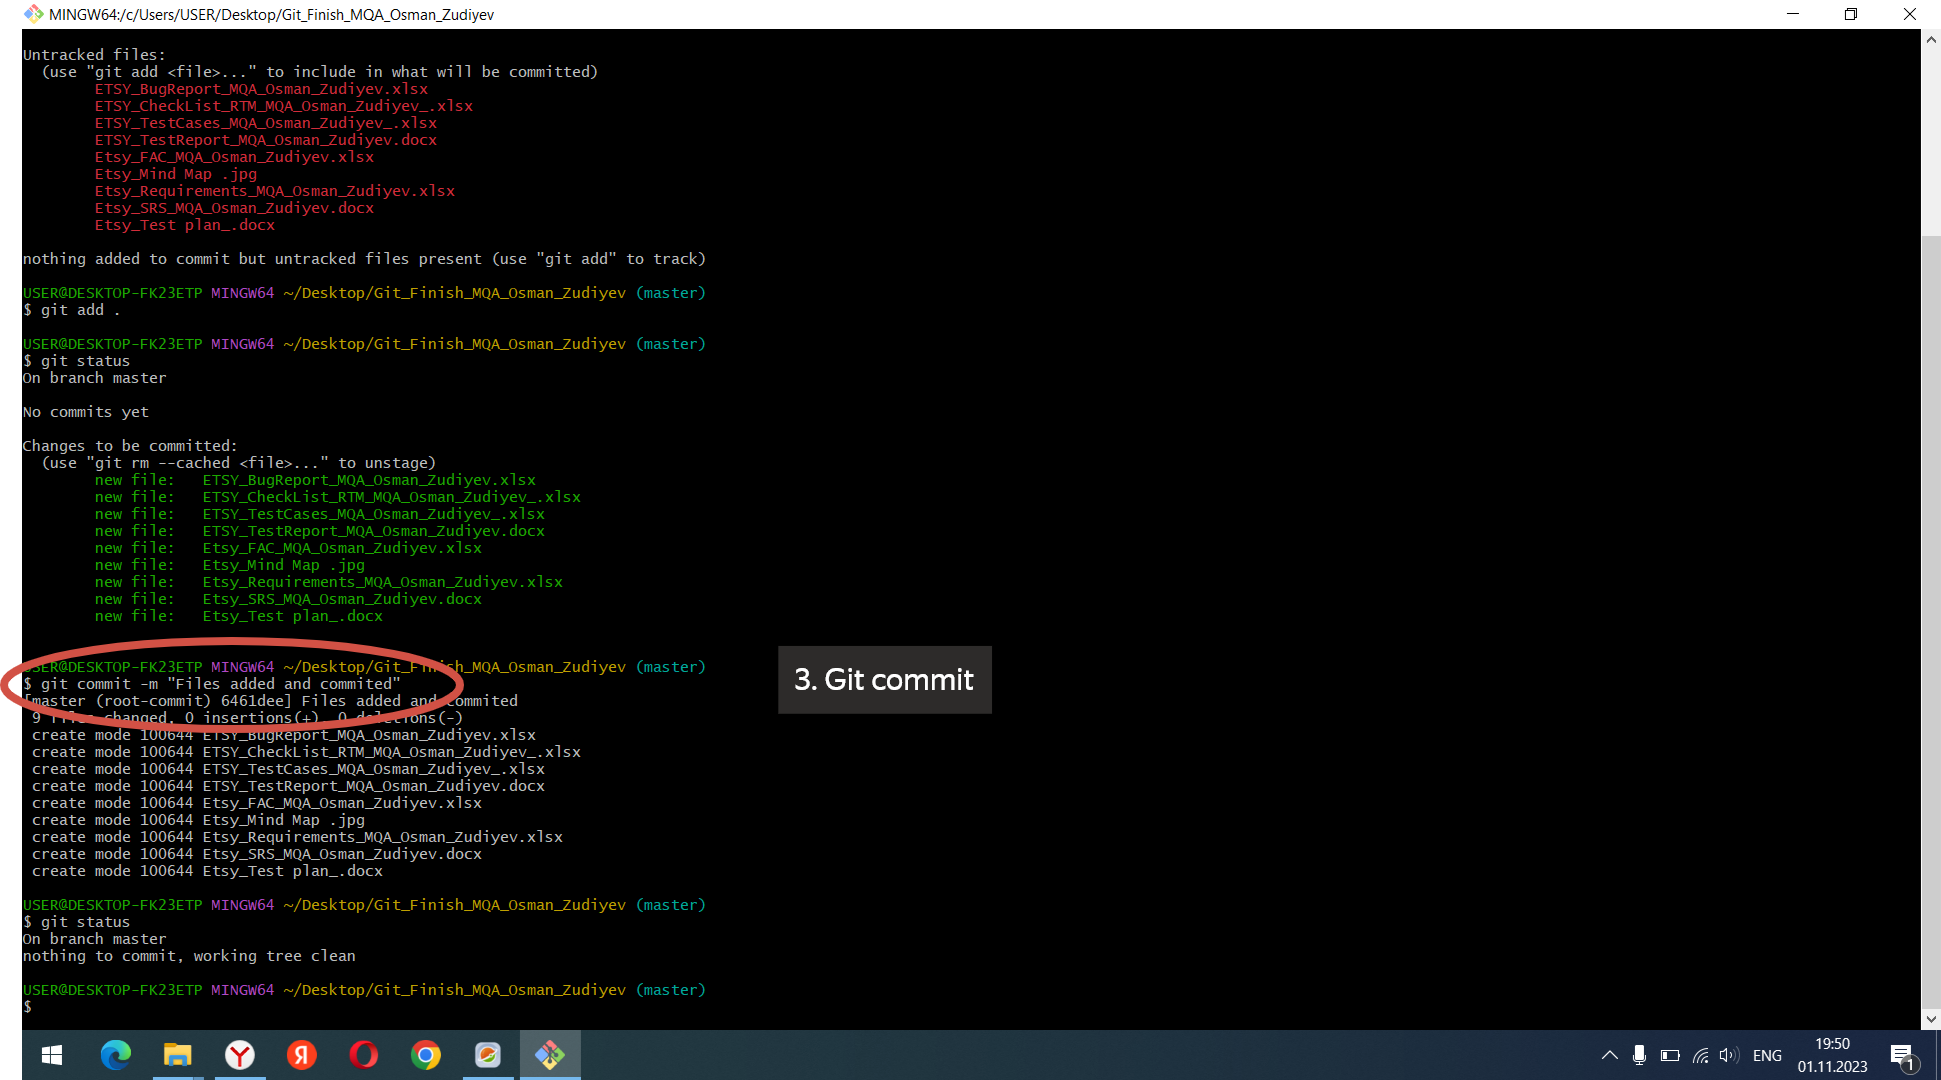 MINGW64:/c/Users/USER/Desktop/Git_Finish_MQA_Osman_Zudiyev
Untracked files:
(use "git add <file>..." to include in what will be committed)
ETSY_BugReport_MQA_Osman_Zudiyev.xlsx
ETSY_CheckList_RTM_MQA_Osman_Zudiyev_.xlsx
ETSY_TestCases_MQA_Osman_Zudiyev_.xlsx
ETSY_TestReport_MQA_Osman_Zudiyev.docx
Etsy_FAC_MQA_Osman_Zudiyev.xlsx
Etsy_Mind Map .jpg
Etsy_Requirements_MQA_Osman_Zudiyev.xlsx
Etsy_SRS_MQA_Osman_Zudiyev.docx
Etsy_Test plan_.docx
nothing added to commit but untracked files present (use "git add" to track)
USER@DESKTOP-FK23ETP MINGW64 ~/Desktop/Git_Finish_MQA_Osman_Zudiyev (master)
$ git add .
USER@DESKTOP-FK23ETP MINGW64 ~/Desktop/Git_Finish_MQA_Osman_Zudiyev (master)
$ git status
On branch master
No commits yet
Changes to be committed:
(use "git rm --cached <file>..." to unstage)
new file:   ETSY_BugReport_MQA_Osman_Zudiyev.xlsx
new file:   ETSY_CheckList_RTM_MQA_Osman_Zudiyev_.xlsx
new file:   ETSY_TestCases_MQA_Osman_Zudiyev_.xlsx
new file:   ETSY_TestReport_MQA_Osman_Zudiyev.docx
new file:   Etsy_FAC_MQA_Osman_Zudiyev.xlsx
new file:   Etsy_Mind Map .jpg
new file:   Etsy_Requirements_MQA_Osman_Zudiyev.xlsx
new file:   Etsy_SRS_MQA_Osman_Zudiyev.docx
new file:   Etsy_Test plan_.docx
USER@DESKTOP-FK23ETP MINGW64 ~/Desktop/Git_Finish_MQA_Osman_Zudiyev (master)
$ git commit -m "Files added and commited"
3. Git commit
[master (root-commit) 6461dee] Files added and commited
9 files changed, 0 insertions(+), 0 deletions(-)
create mode 100644 ETSY_BugReport_MQA_Osman_Zudiyev.xlsx
create mode 100644 ETSY_CheckList_RTM_MQA_Osman_Zudiyev_.xlsx
create mode 100644 ETSY_TestCases_MQA_Osman_Zudiyev_.xlsx
create mode 100644 ETSY_TestReport_MQA_Osman_Zudiyev.docx
create mode 100644 Etsy_FAC_MQA_Osman_Zudiyev.xlsx
create mode 100644 Etsy_Mind Map .jpg
create mode 100644 Etsy_Requirements_MQA_Osman_Zudiyev.xlsx
create mode 100644 Etsy_SRS_MQA_Osman_Zudiyev.docx
create mode 100644 Etsy_Test plan_.docx
USER@DESKTOP-FK23ETP MINGW64 ~/Desktop/Git_Finish_MQA_Osman_Zudiyev (master)
$ git status
On branch master
nothing to commit, working tree clean
USER@DESKTOP-FK23ETP MINGW64 ~/Desktop/Git_Finish_MQA_Osman_Zudiyev (master)
$
ENG
19:50
01.11.2023
1